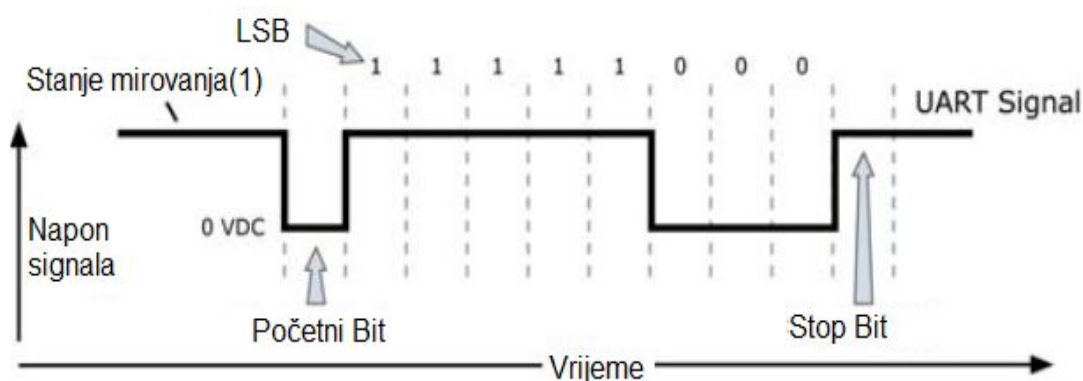 LSB
1 1 1 1 1 0 0 0
Stanje mirovanja(1)
UART Signal
0 VDC
Napon
signala
Početni Bit
Stop Bit
Vrijeme